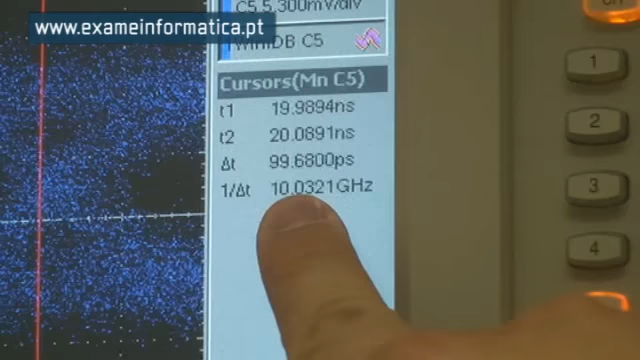 www.exameinformatica.pt
C5.5.300mV/div
C5
Cursors(Mn C5)
t1 19.9894ns
t2 20.0891ns
Δt 99.6800ps
1/Δt 10.0321GHz
1
2
3
4